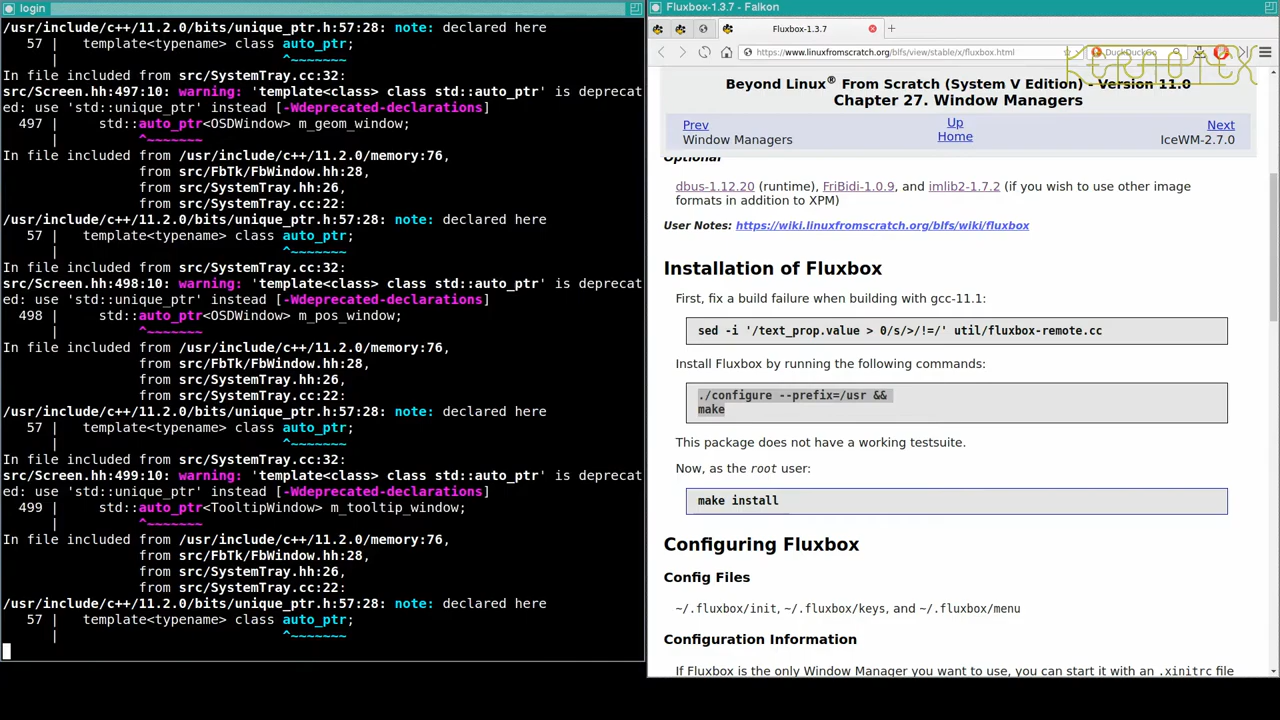 login
/usr/include/c++/11.2.0/bits/unique_ptr.h:57:28: note: declared here
57 |   template<typename> class auto_ptr;
|                            ^~~~~~~~
In file included from src/SystemTray.cc:32:
src/Screen.hh:497:10: warning: 'template<class> class std::auto_ptr' is deprecat
ed: use 'std::unique_ptr' instead [-Wdeprecated-declarations]
497 |     std::auto_ptr<OSDWindow> m_geom_window;
|          ^~~~~~~~
In file included from /usr/include/c++/11.2.0/memory:76,
from src/FbTk/FbWindow.hh:28,
from src/SystemTray.hh:26,
from src/SystemTray.cc:22:
/usr/include/c++/11.2.0/bits/unique_ptr.h:57:28: note: declared here
57 |   template<typename> class auto_ptr;
|                            ^~~~~~~~
In file included from src/SystemTray.cc:32:
src/Screen.hh:498:10: warning: 'template<class> class std::auto_ptr' is deprecat
ed: use 'std::unique_ptr' instead [-Wdeprecated-declarations]
498 |     std::auto_ptr<OSDWindow> m_pos_window;
|          ^~~~~~~~
In file included from /usr/include/c++/11.2.0/memory:76,
from src/FbTk/FbWindow.hh:28,
from src/SystemTray.hh:26,
from src/SystemTray.cc:22:
/usr/include/c++/11.2.0/bits/unique_ptr.h:57:28: note: declared here
57 |   template<typename> class auto_ptr;
|                            ^~~~~~~~
In file included from src/SystemTray.cc:32:
src/Screen.hh:499:10: warning: 'template<class> class std::auto_ptr' is deprecat
ed: use 'std::unique_ptr' instead [-Wdeprecated-declarations]
499 |     std::auto_ptr<TooltipWindow> m_tooltip_window;
|          ^~~~~~~~
In file included from /usr/include/c++/11.2.0/memory:76,
from src/FbTk/FbWindow.hh:28,
from src/SystemTray.hh:26,
from src/SystemTray.cc:22:
/usr/include/c++/11.2.0/bits/unique_ptr.h:57:28: note: declared here
57 |   template<typename> class auto_ptr;
|                            ^~~~~~~~
Fluxbox-1.3.7 - Falkon
Fluxbox-1.3.7
https://www.linuxfromscratch.org/blfs/view/stable/x/fluxbox.html
DuckDuckGo
KERNOTEX
Beyond Linux® From Scratch (System V Edition) - Version 11.0
Chapter 27. Window Managers
Prev Up Next
Window Managers Home IceWM-2.7.0
Optional
dbus-1.12.20 (runtime), FriBidi-1.0.9, and imlib2-1.7.2 (if you wish to use other image
formats in addition to XPM)
User Notes: https://wiki.linuxfromscratch.org/blfs/wiki/fluxbox
Installation of Fluxbox
First, fix a build failure when building with gcc-11.1:
sed -i '/text_prop.value > 0/s/>/!=/' util/fluxbox-remote.cc
Install Fluxbox by running the following commands:
./configure --prefix=/usr &&
make
This package does not have a working testsuite.
Now, as the root user:
make install
Configuring Fluxbox
Config Files
~/.fluxbox/init, ~/.fluxbox/keys, and ~/.fluxbox/menu
Configuration Information
If Fluxbox is the only Window Manager you want to use, you can start it with an .xinitrc file